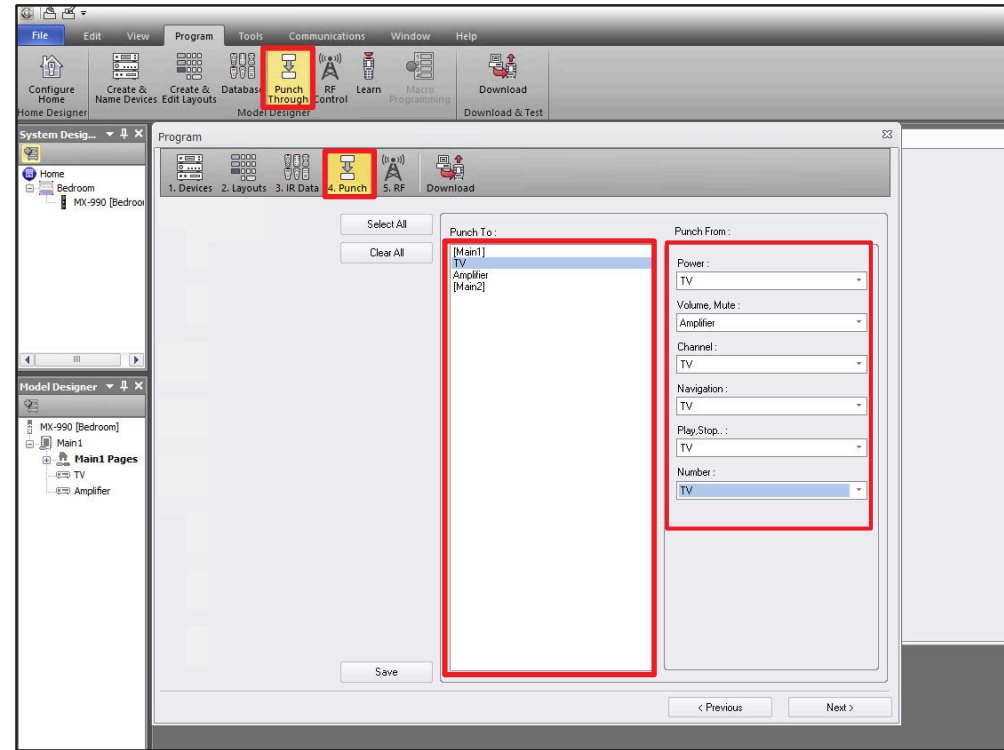 File Edit View Program Tools Communications Window Help
Configure Home
Create & Name Devices
Create & Edit Layouts
Database
Punch Through
RF Control
Learn
Macro Programming
Download
Home Designer
Model Designer
Download & Test
System Desig...
Home
Bedroom
MX-990 [Bedroo
Model Designer
MX-990 [Bedroom]
Main1
Main1 Pages
TV
Amplifier
Program
1. Devices 2. Layouts 3. IR Data 4. Punch 5. RF Download
Select All
Clear All
Save
Punch To :
[Main1]
TV
Amplifier
[Main2]
Punch From :
Power :
TV
Volume, Mute :
Amplifier
Channel :
TV
Navigation :
TV
Play,Stop.. :
TV
Number :
TV
< Previous
Next >